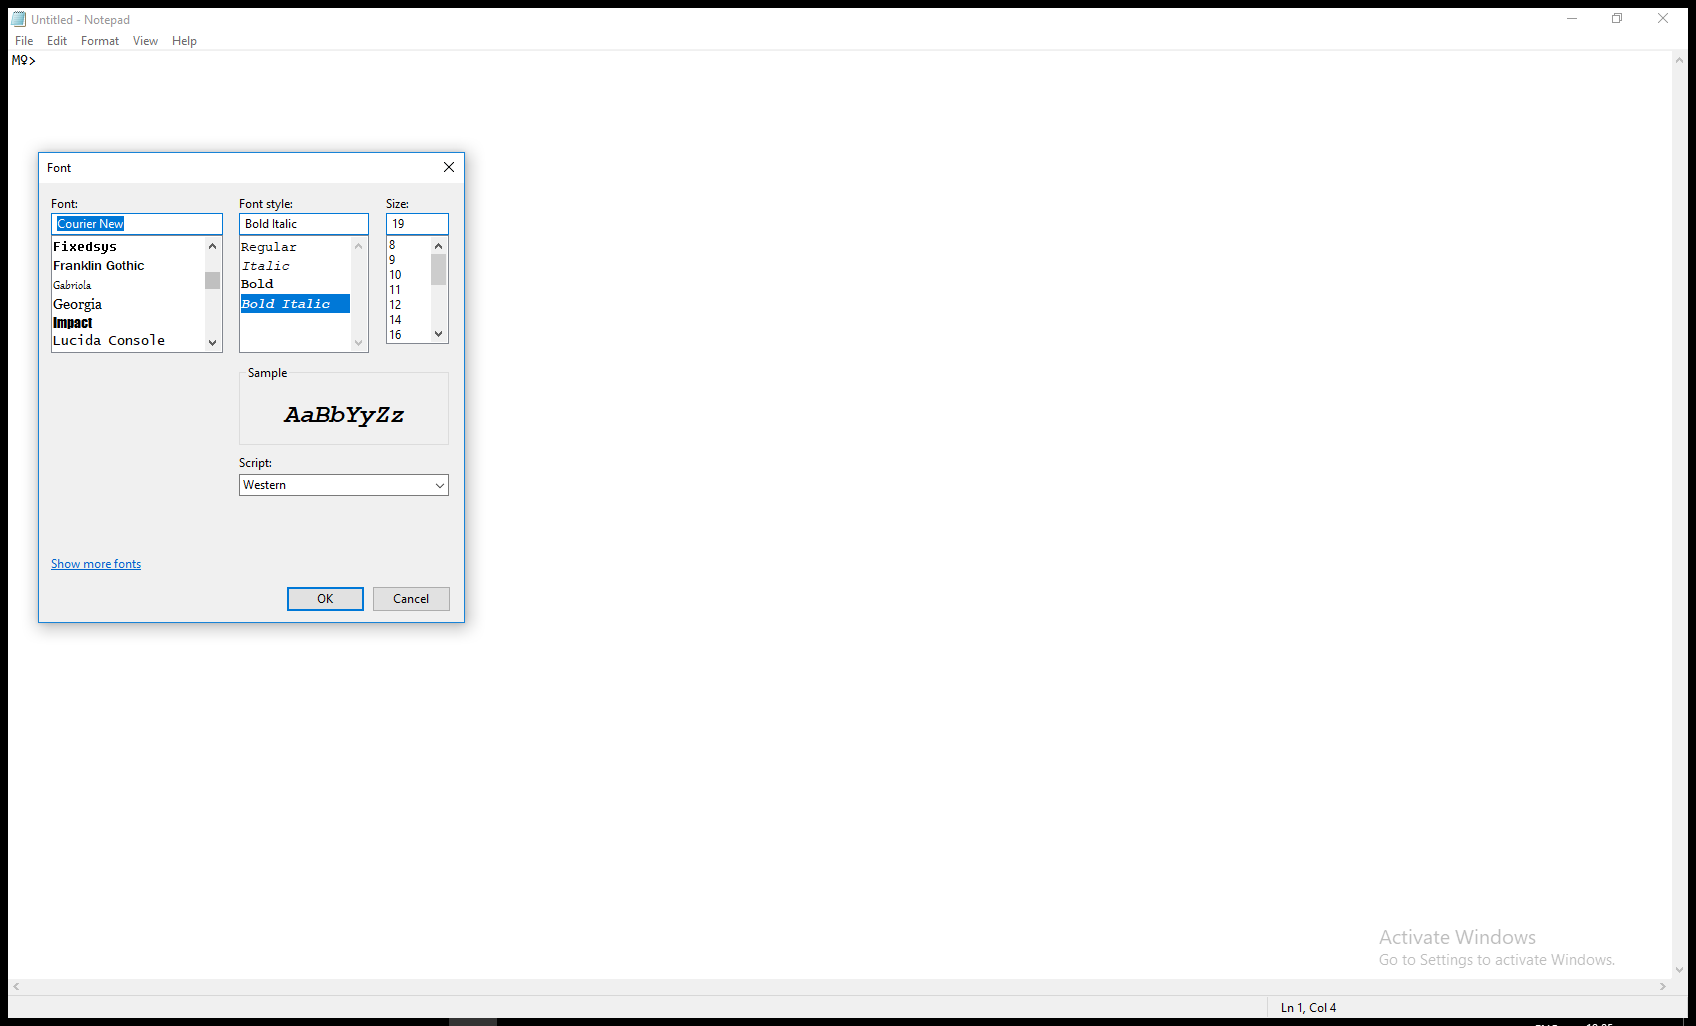 Untitled - Notepad
File Edit Format View Help
Mº>
Font
Font: Font style: Size:
Courier New Bold Italic 19
Fixedsys
Franklin Gothic
Gabriola
Georgia
Impact
Lucida Console
Regular
Italic
Bold
Bold Italic
8
9
10
11
12
14
16
Sample
AaBbYyZz
Script:
Western
Show more fonts
OK Cancel
Activate Windows
Go to Settings to activate Windows.
Ln 1, Col 4